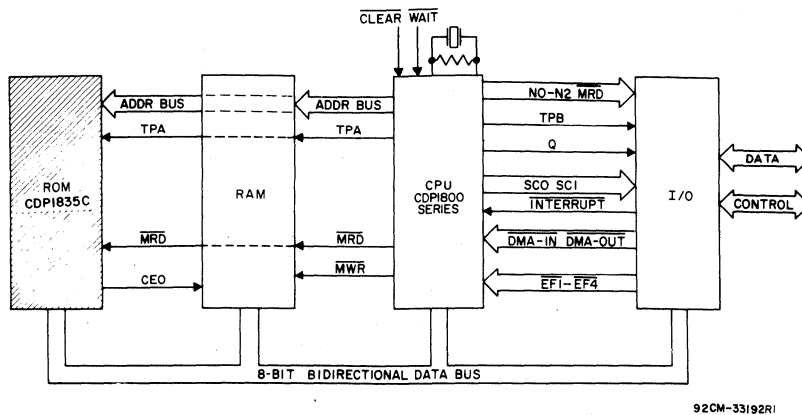 CLEAR WAIT
ADDR BUS
ADDR BUS
NO-N2 MRD
TPA
TPA
TPB
Q
ROM
CDP1835C
RAM
CPU
CDP1800
SERIES
I/O
DATA
SCO SCI
CONTROL
INTERRUPT
MRD
MRD
DMA-IN DMA-OUT
MWR
CEO
EF1-EF4
8-BIT BIDIRECTIONAL DATA BUS
92CM-33192R1